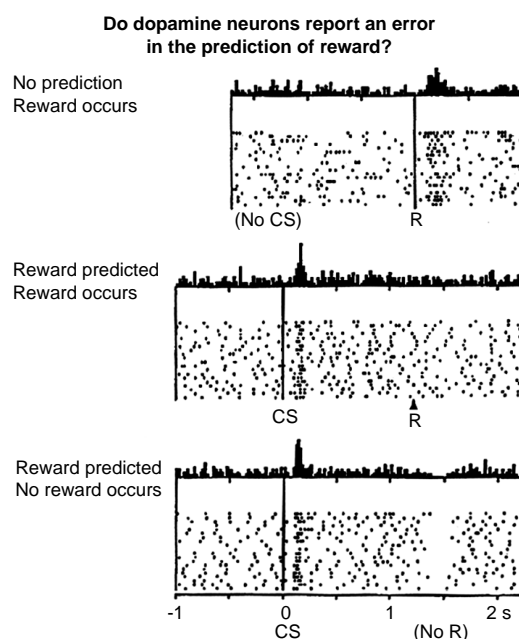 Do dopamine neurons report an error
in the prediction of reward?
No prediction
Reward occurs
(No CS)
R
Reward predicted
Reward occurs
CS
R
Reward predicted
No reward occurs
-1 0 1 2 s
CS (No R)